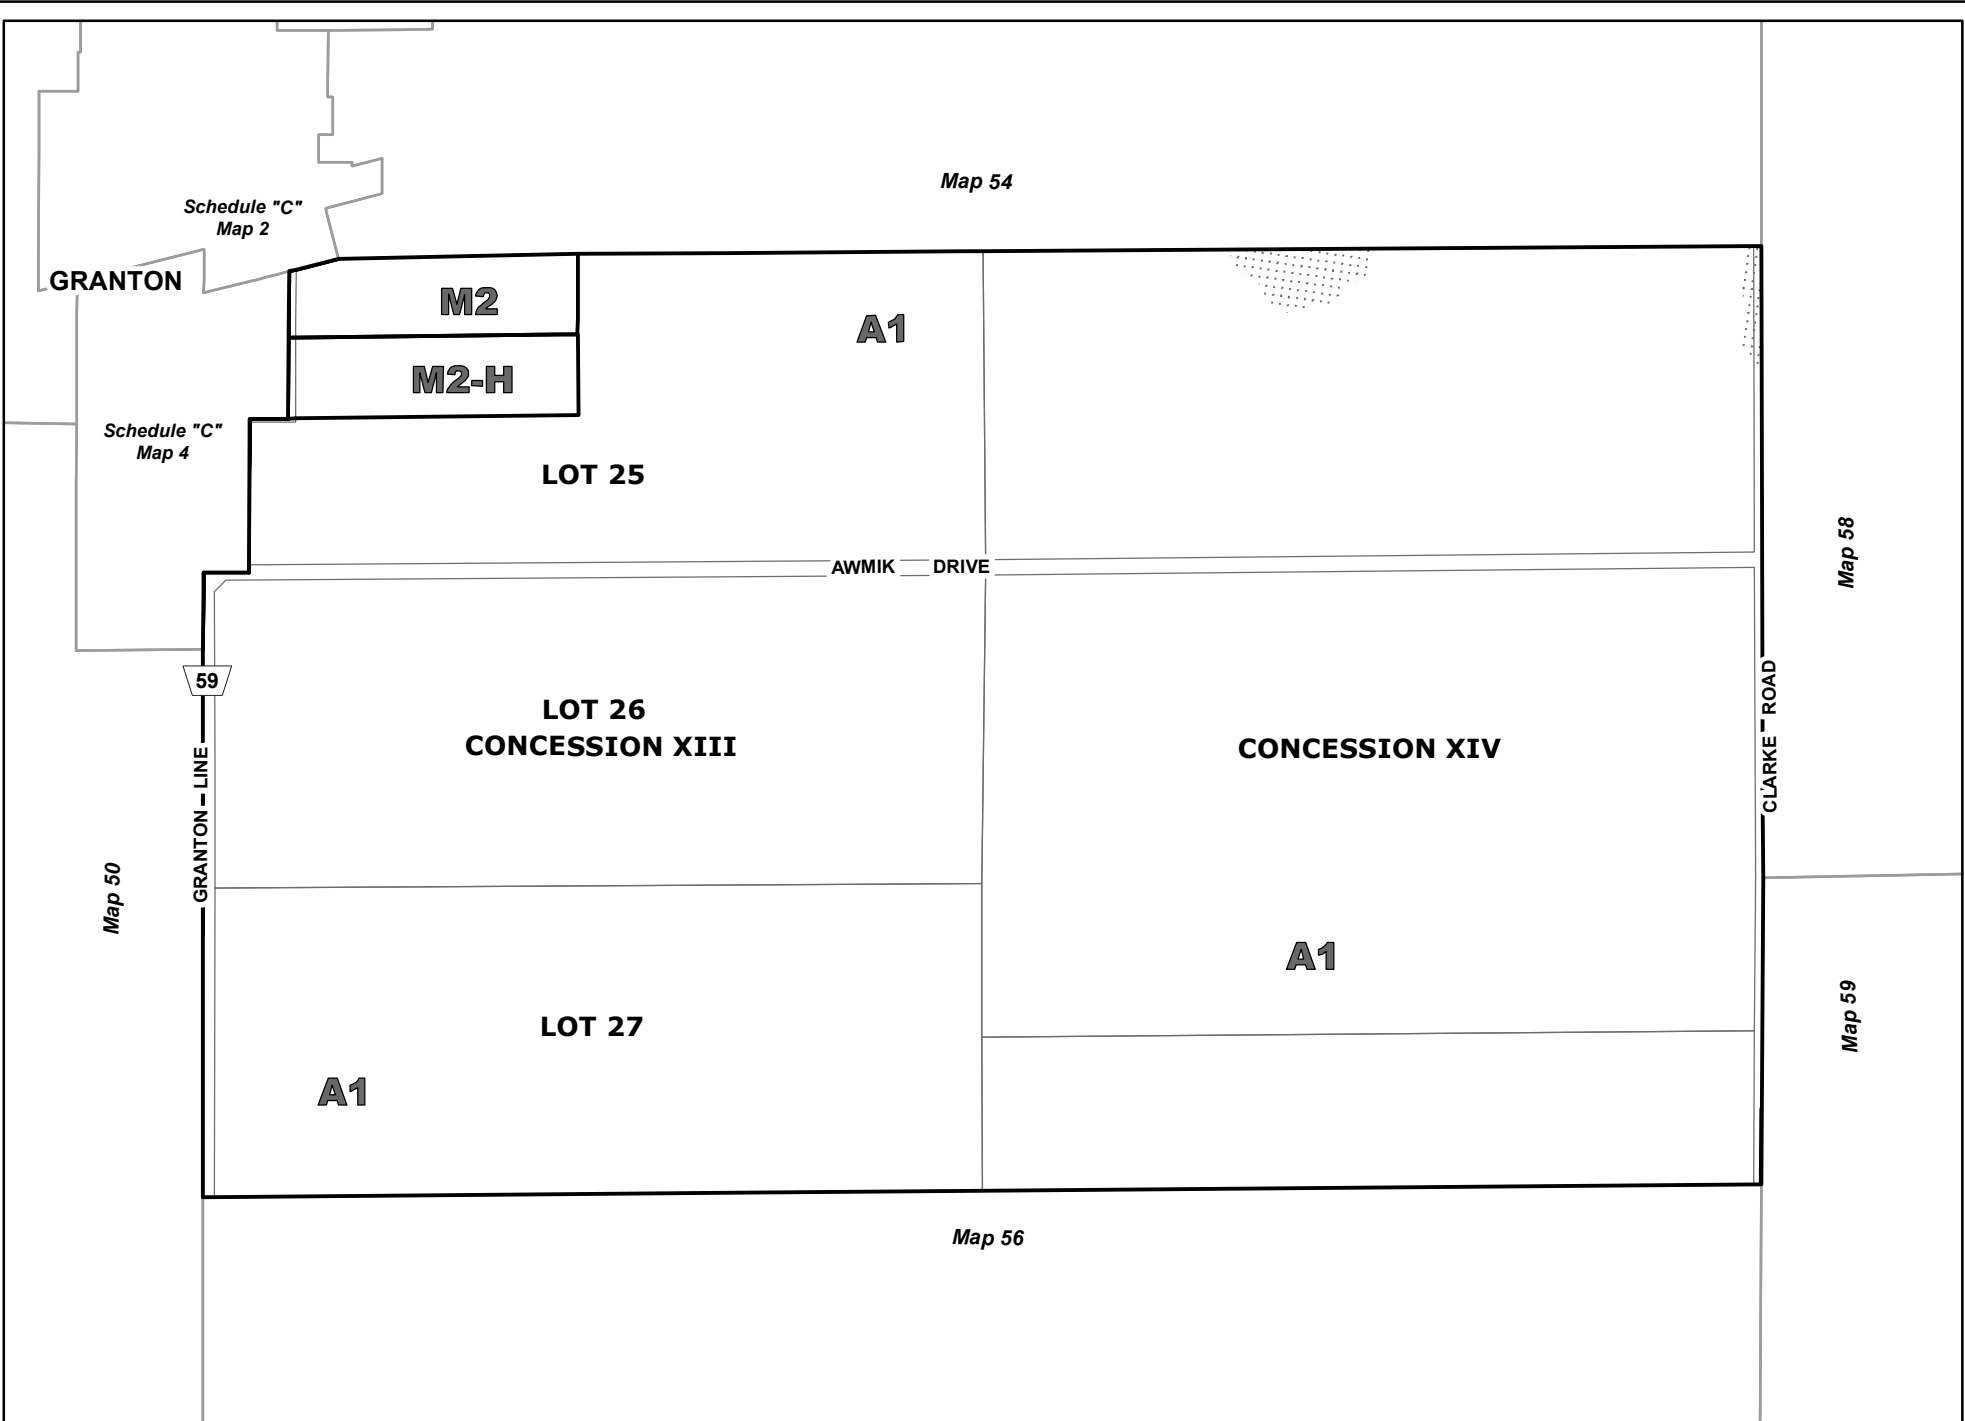 Map 54
Schedule "C"
Map 2
GRANTON
M2
A1
M2-H
Schedule "C"
Map 4
LOT 25
Map 58
AWMIK DRIVE
59
LOT 26
CONCESSION XIII
CONCESSION XIV
CLARKE ROAD
GRANTON LINE
Map 50
A1
Map 59
LOT 27
A1
Map 56